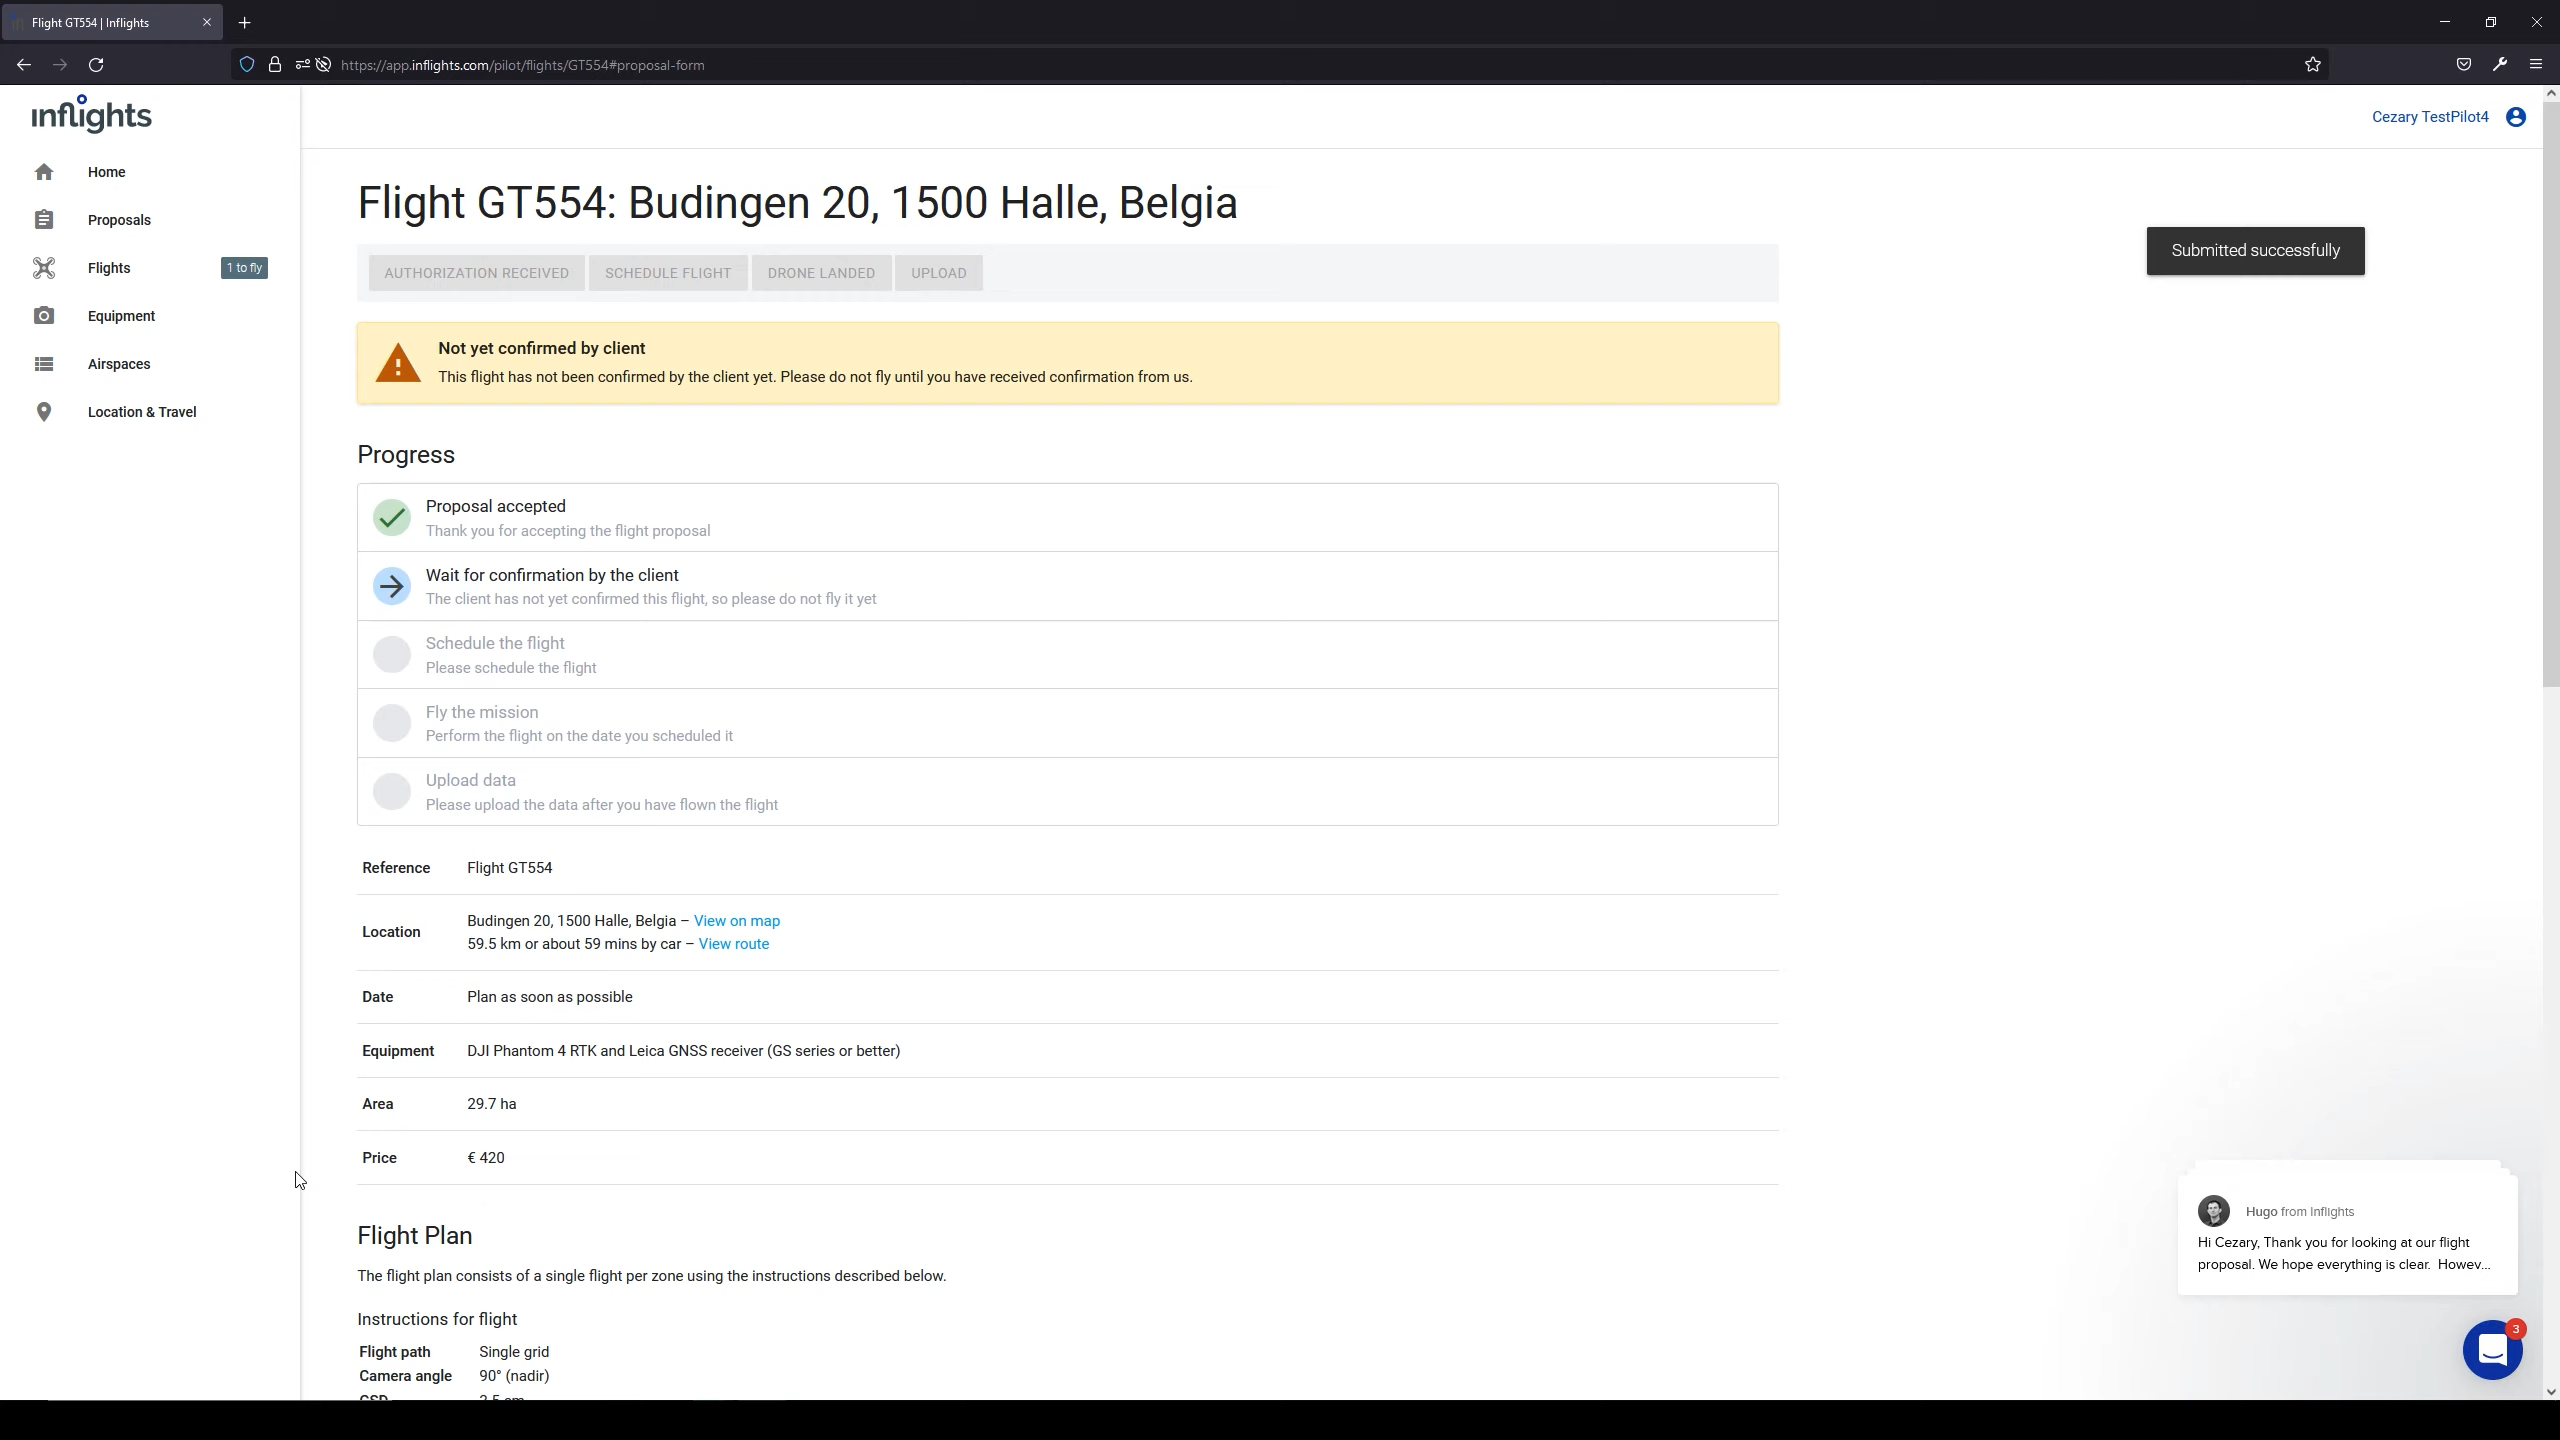 Flight GT554 | Inflights
https://app.inflights.com/pilot/flights/GT554#proposal-form
inflights
Cezary TestPilot4
Home
Proposals
Flights
1 to fly
Equipment
Airspaces
Location & Travel
Flight GT554: Budingen 20, 1500 Halle, Belgia
Submitted successfully
AUTHORIZATION RECEIVED
SCHEDULE FLIGHT
DRONE LANDED
UPLOAD
Not yet confirmed by client
This flight has not been confirmed by the client yet. Please do not fly until you have received confirmation from us.
Progress
Proposal accepted
Thank you for accepting the flight proposal
Wait for confirmation by the client
The client has not yet confirmed this flight, so please do not fly it yet
Schedule the flight
Please schedule the flight
Fly the mission
Perform the flight on the date you scheduled it
Upload data
Please upload the data after you have flown the flight
Reference Flight GT554
Location Budingen 20, 1500 Halle, Belgia – View on map
59.5 km or about 59 mins by car – View route
Date Plan as soon as possible
Equipment DJI Phantom 4 RTK and Leica GNSS receiver (GS series or better)
Area 29.7 ha
Price € 420
Flight Plan
The flight plan consists of a single flight per zone using the instructions described below.
Instructions for flight
Flight path Single grid
Camera angle 90° (nadir)
Hugo from Inflights
Hi Cezary, Thank you for looking at our flight
proposal. We hope everything is clear. Howev...
3